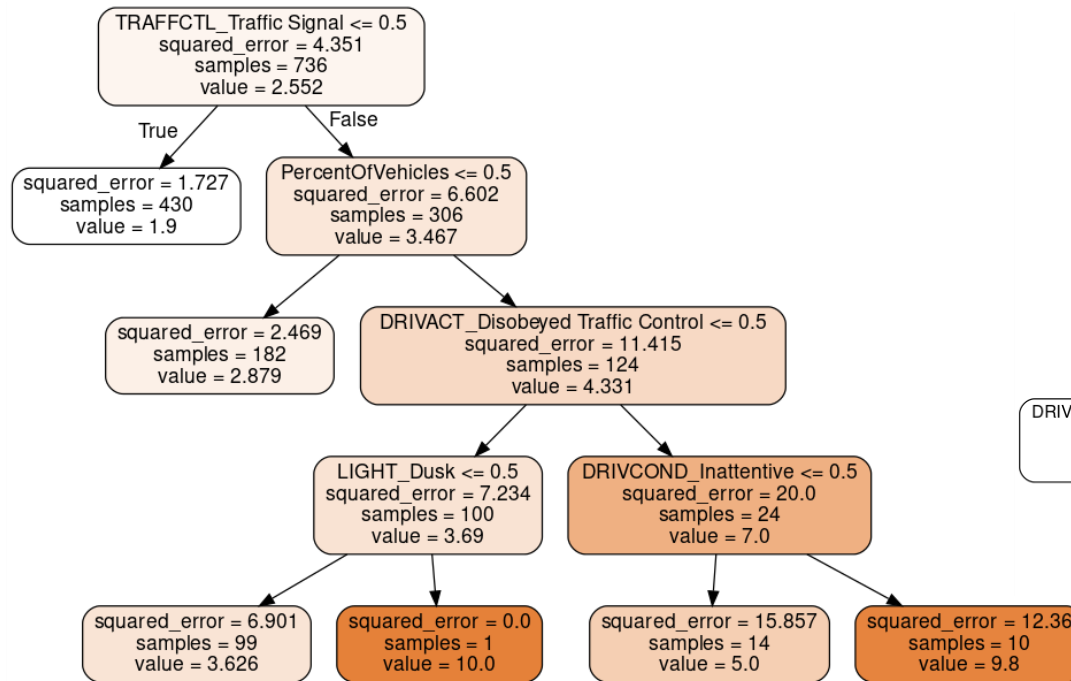 TRAFFCTL_Traffic Signal <= 0.5
squared_error = 4.351
samples = 736
value = 2.552
True
False
squared_error = 1.727
samples = 430
value = 1.9
PercentOfVehicles <= 0.5
squared_error = 6.602
samples = 306
value = 3.467
squared_error = 2.469
samples = 182
value = 2.879
DRIVACT_Disobeyed Traffic Control <= 0.5
squared_error = 11.415
samples = 124
value = 4.331
DRIV
LIGHT_Dusk <= 0.5
squared_error = 7.234
samples = 100
value = 3.69
DRIVCOND_Inattentive <= 0.5
squared_error = 20.0
samples = 24
value = 7.0
squared_error = 6.901
samples = 99
value = 3.626
squared_error = 0.0
samples = 1
value = 10.0
squared_error = 15.857
samples = 14
value = 5.0
squared_error = 12.36
samples = 10
value = 9.8